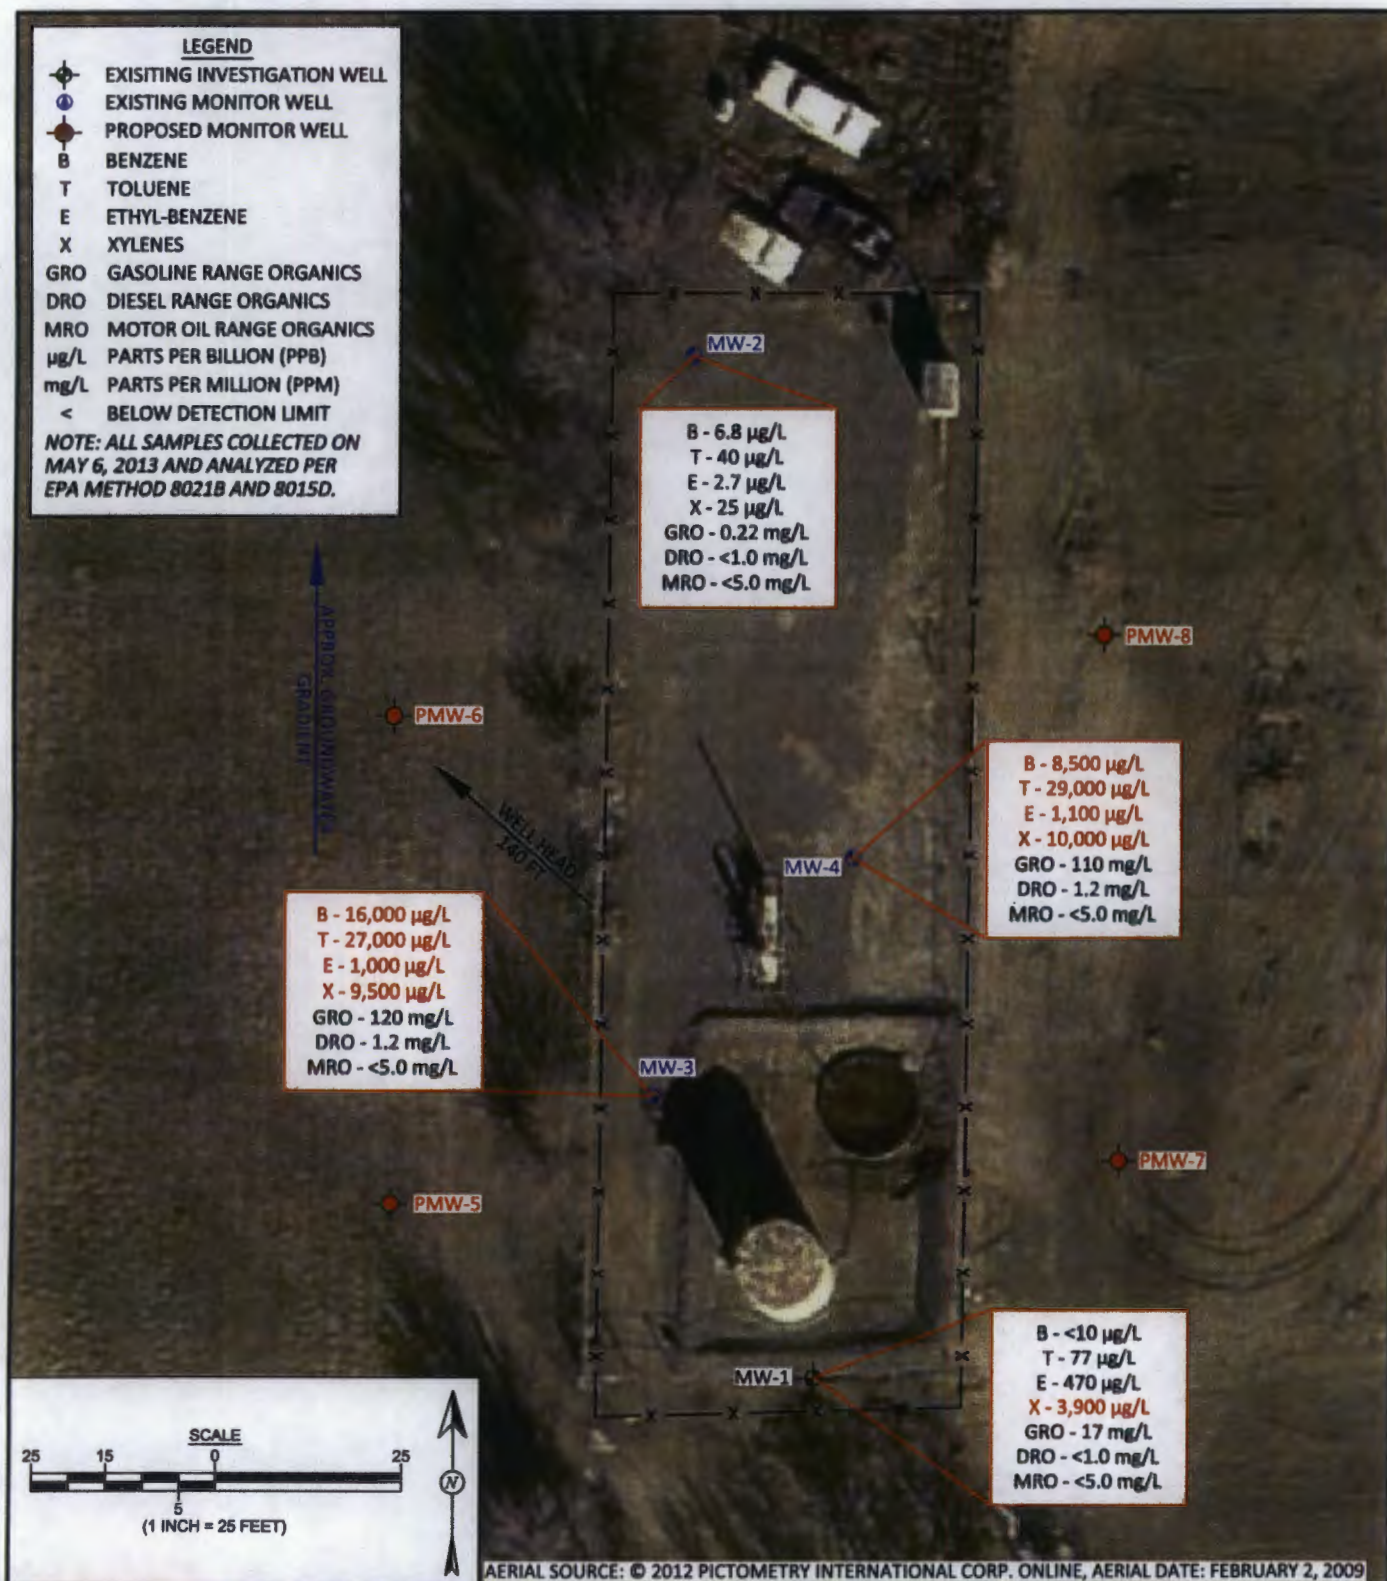 LEGEND
EXISITING INVESTIGATION WELL
EXISTING MONITOR WELL
PROPOSED MONITOR WELL
B BENZENE
T TOLUENE
E ETHYL-BENZENE
X XYLENES
GRO GASOLINE RANGE ORGANICS
DRO DIESEL RANGE ORGANICS
MRO MOTOR OIL RANGE ORGANICS
µg/L PARTS PER BILLION (PPB)
mg/L PARTS PER MILLION (PPM)
< BELOW DETECTION LIMIT
NOTE: ALL SAMPLES COLLECTED ON
MAY 6, 2013 AND ANALYZED PER
EPA METHOD 8021B AND 8015D.
MW-2
B - 6.8 µg/L
T - 40 µg/L
E - 2.7 µg/L
X - 25 µg/L
GRO - 0.22 mg/L
DRO - <1.0 mg/L
MRO - <5.0 mg/L
APPROX. GROUNDWATER
GRADIENT
PMW-8
PMW-6
WELL HEAD
140 FT
B - 8,500 µg/L
T - 29,000 µg/L
E - 1,100 µg/L
X - 10,000 µg/L
GRO - 110 mg/L
DRO - 1.2 mg/L
MRO - <5.0 mg/L
MW-4
B - 16,000 µg/L
T - 27,000 µg/L
E - 1,000 µg/L
X - 9,500 µg/L
GRO - 120 mg/L
DRO - 1.2 mg/L
MRO - <5.0 mg/L
MW-3
PMW-7
PMW-5
MW-1
B - <10 µg/L
T - 77 µg/L
E - 470 µg/L
X - 3,900 µg/L
GRO - 17 mg/L
DRO - <1.0 mg/L
MRO - <5.0 mg/L
SCALE
25 15 0 25
5
(1 INCH = 25 FEET)
N
AERIAL SOURCE: © 2012 PICTOMETRY INTERNATIONAL CORP. ONLINE, AERIAL DATE: FEBRUARY 2, 2009